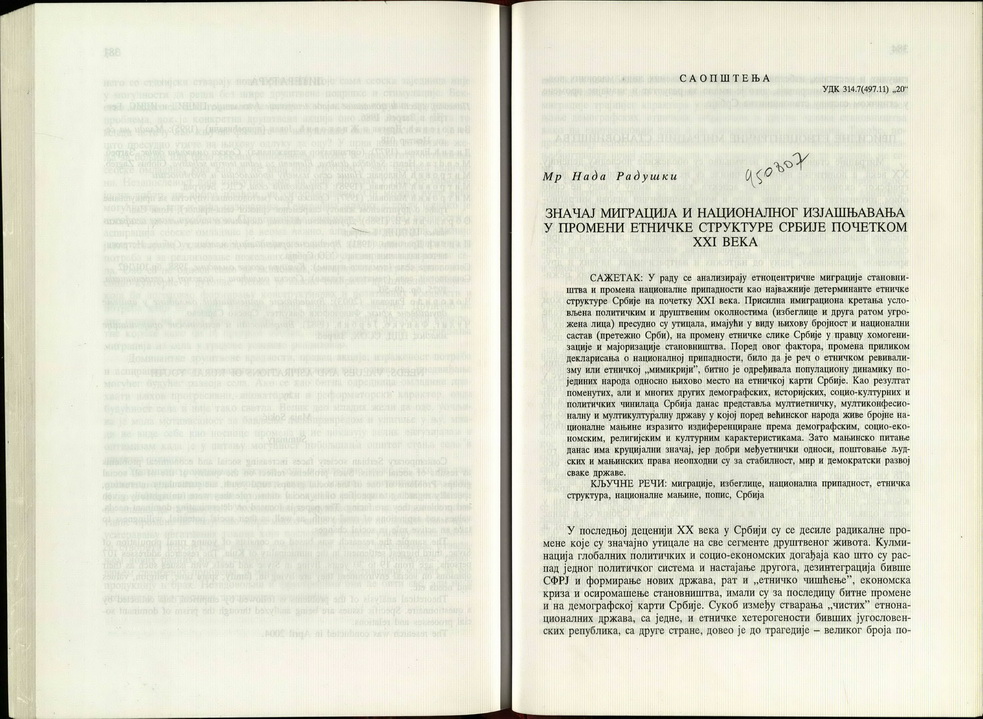 САОПШТЕЊА
УДК 314.7(497.11) „20”
950807
Мр Нада Радушки
ЗНАЧАЈ МИГРАЦИЈА И НАЦИОНАЛНОГ ИЗЈАШЊАВАЊА
У ПРОМЕНИ ЕТНИЧКЕ СТРУКТУРЕ СРБИЈЕ ПОЧЕТКОМ
XXI ВЕКА
САЖЕТАК: У раду се анализирају етноцентричне миграције становни-
штва и промена националне припадности као најважније детерминанте етничке
структуре Србије на почетку XXI века. Присилна имиграциона кретања усло-
вљена политичким и друштвеним околностима (избеглице и друга ратом угро-
жена лица) пресудно су утицала, имајући у виду њихову бројност и национални
састав (претежно Срби), на промену етничке слике Србије у правцу хомогени-
зације и мајоризације становништва. Поред овог фактора, промена приликом
декларисања о националној припадности, било да је реч о етничком ревивали-
зму или етничкој „мимикрији”, битно је одређивала популациону динамику по-
јединих народа односно њихово место на етничкој карти Србије. Као резултат
поменутих, али и многих других демографских, историјских, социо-културних и
политичких чинилаца Србија данас представља мултиетничку, мултиконфесио-
налну и мултикултуралну државу у којој поред већинског народа живе бројне на-
ционалне мањине изразито издиференциране према демографским, социо-еко-
номским, религијским и културним карактеристикама. Зато мањинско питање
данас има круцијални значај, јер добри међуетнички односи, поштовање људ-
ских и мањинских права неопходни су за стабилност, мир и демократски развој
сваке државе.
КЉУЧНЕ РЕЧИ: миграције, избеглице, национална припадност, етничка
структура, националне мањине, попис, Србија
У последњој деценији XX века у Србији су се десиле радикалне про-
мене које су значајно утицале на све сегменте друштвеног живота. Кулми-
нација глобалних политичких и социо-економских догађаја као што су рас-
пад једног политичког система и настајање другога, дезинтеграција бивше
СФРЈ и формирање нових држава, рат и „етничко чишћење”, економска
криза и осиромашење становништва, имали су за последицу битне промене
и на демографској карти Србије. Сукоб између стварања „чистих” етнона-
ционалних држава, са једне, и етничке хетерогености бивших југословен-
ских република, са друге стране, довео је до трагедије – великог броја по-